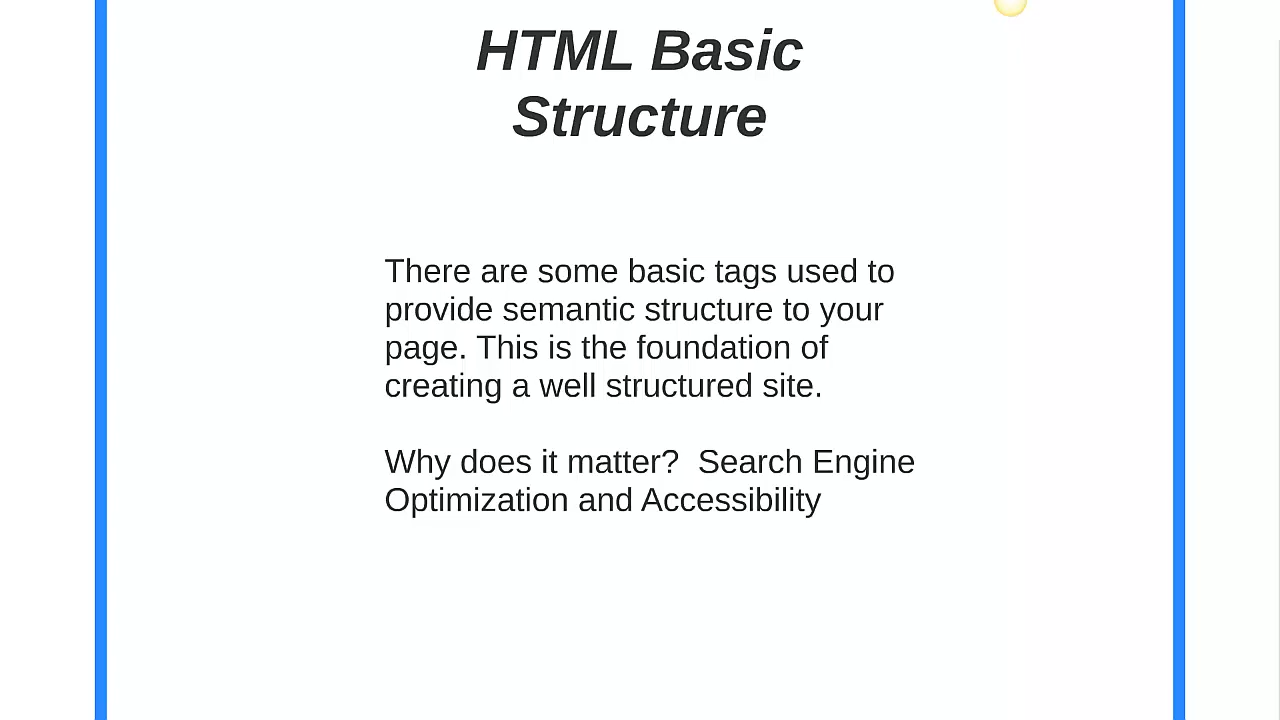 HTML Basic
Structure
There are some basic tags used to
provide semantic structure to your
page. This is the foundation of
creating a well structured site.
Why does it matter?  Search Engine
Optimization and Accessibility